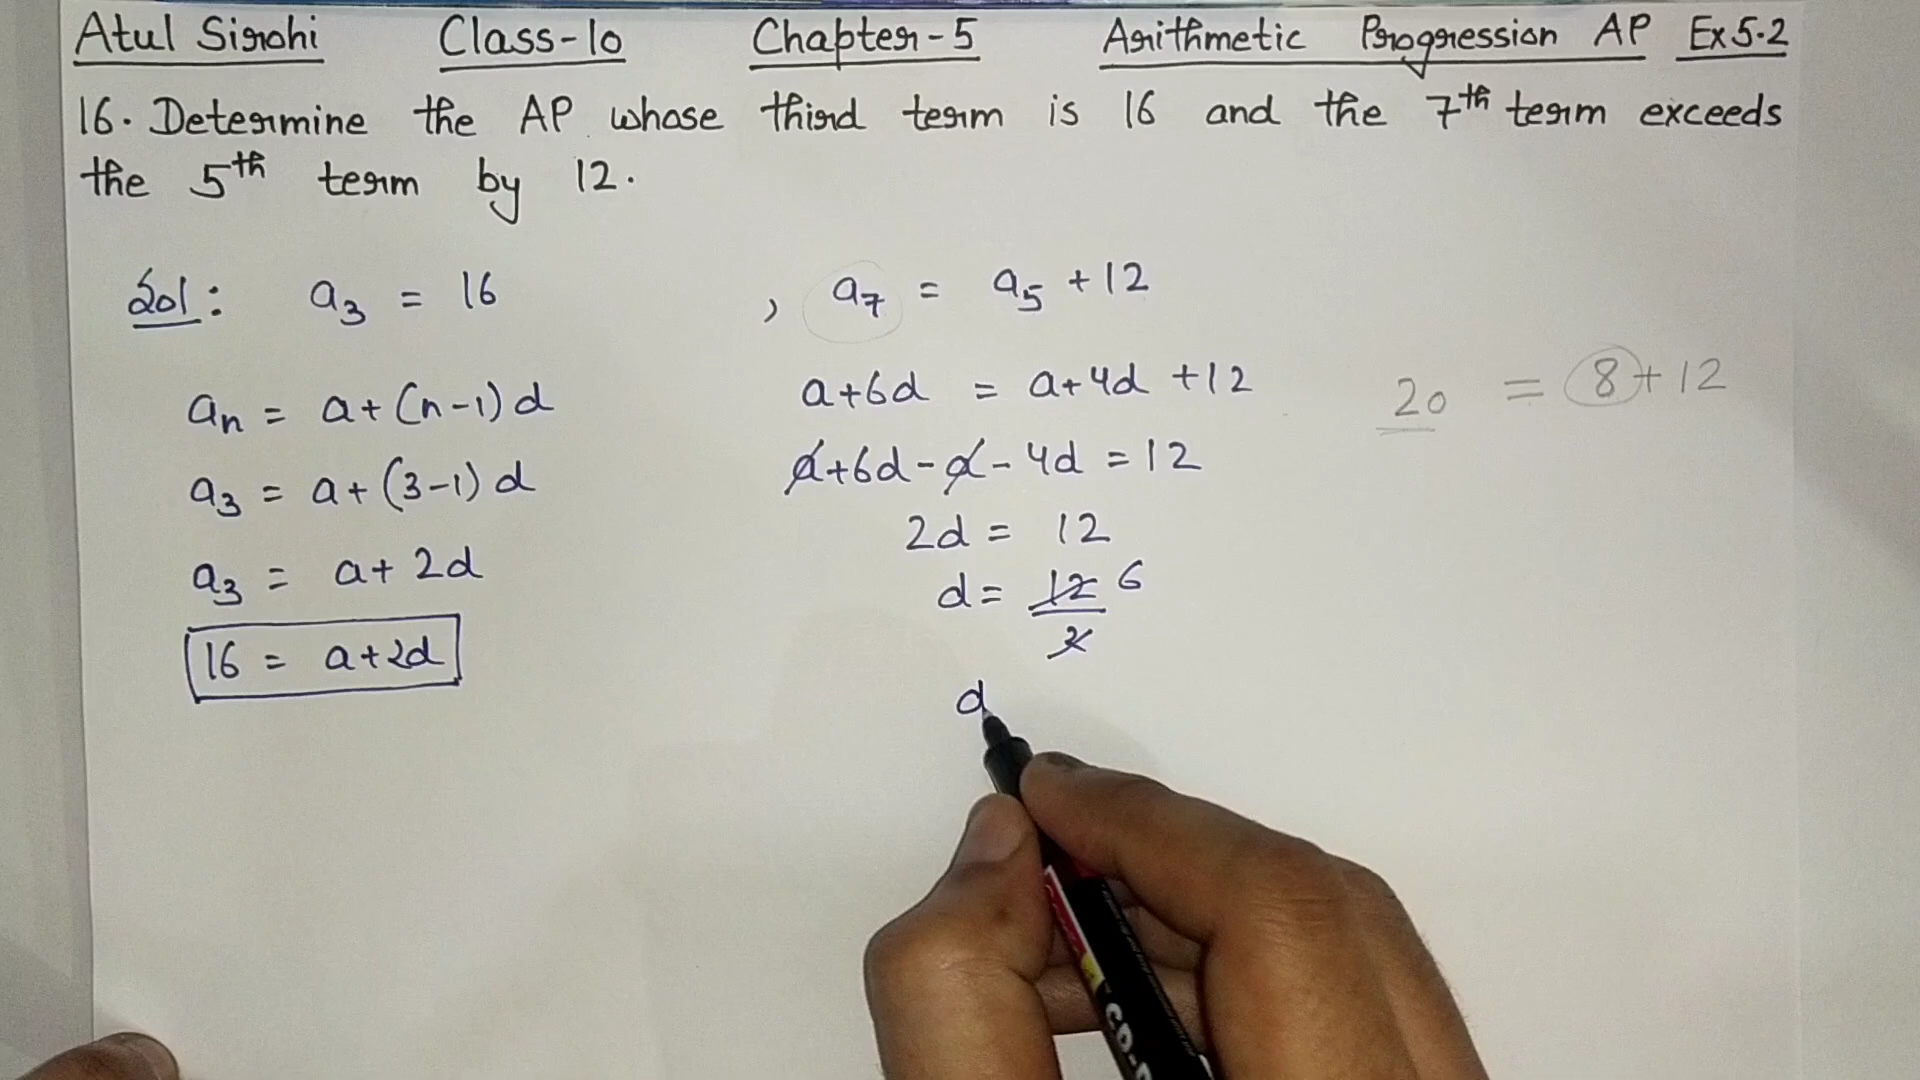 Atul Sirohi Class-10 Chapter-5 Arithmetic Progression AP Ex 5.2
16. Determine the AP whose third term is 16 and the 7th term exceeds
the 5th term by 12.
Sol: a3 = 16 , a7 = a5 + 12
an = a+(n-1)d
a3 = a+(3-1)d
a3 = a+ 2d
16 = a+2d
a+6d = a+4d +12
a+6d-a-4d = 12
2d = 12
d = 12/2 6
d
20 = 8+12
CO-